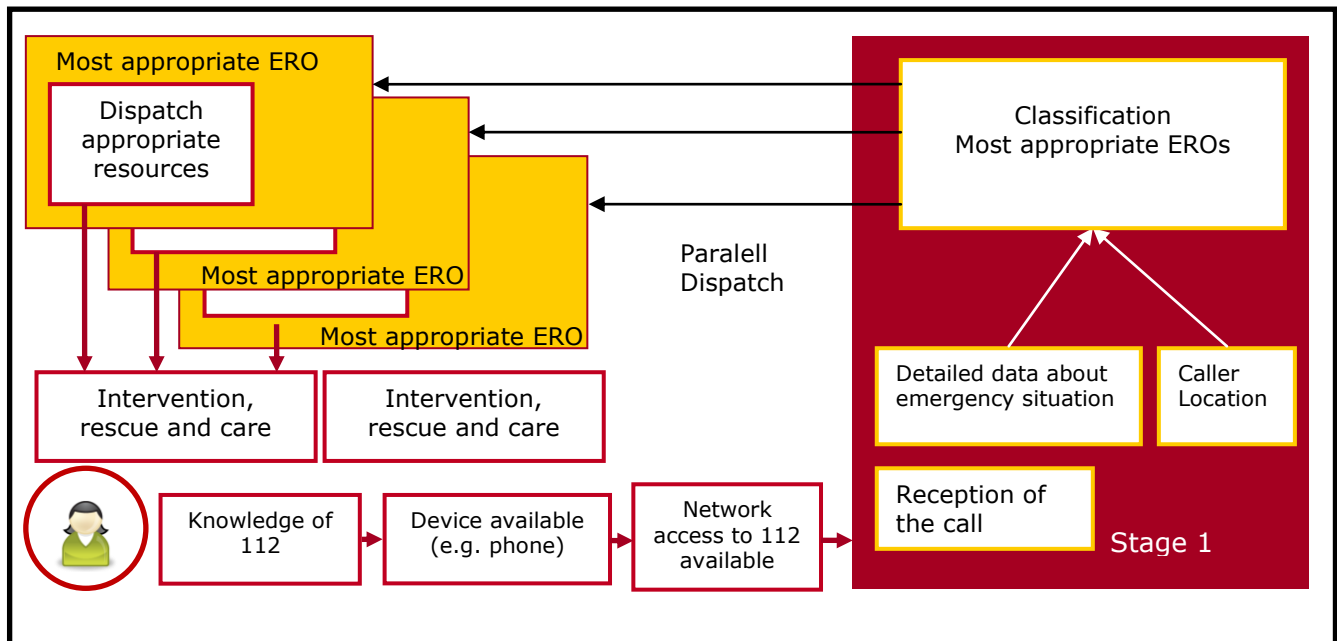 Most appropriate ERO
Dispatch
appropriate
resources
Most appropriate ERO
Most appropriate ERO
Paralell
Dispatch
Classification
Most appropriate EROs
Detailed data about
emergency situation
Caller
Location
Intervention,
rescue and care
Intervention,
rescue and care
Knowledge of
112
Device available
(e.g. phone)
Network
access to 112
available
Reception of
the call
Stage 1